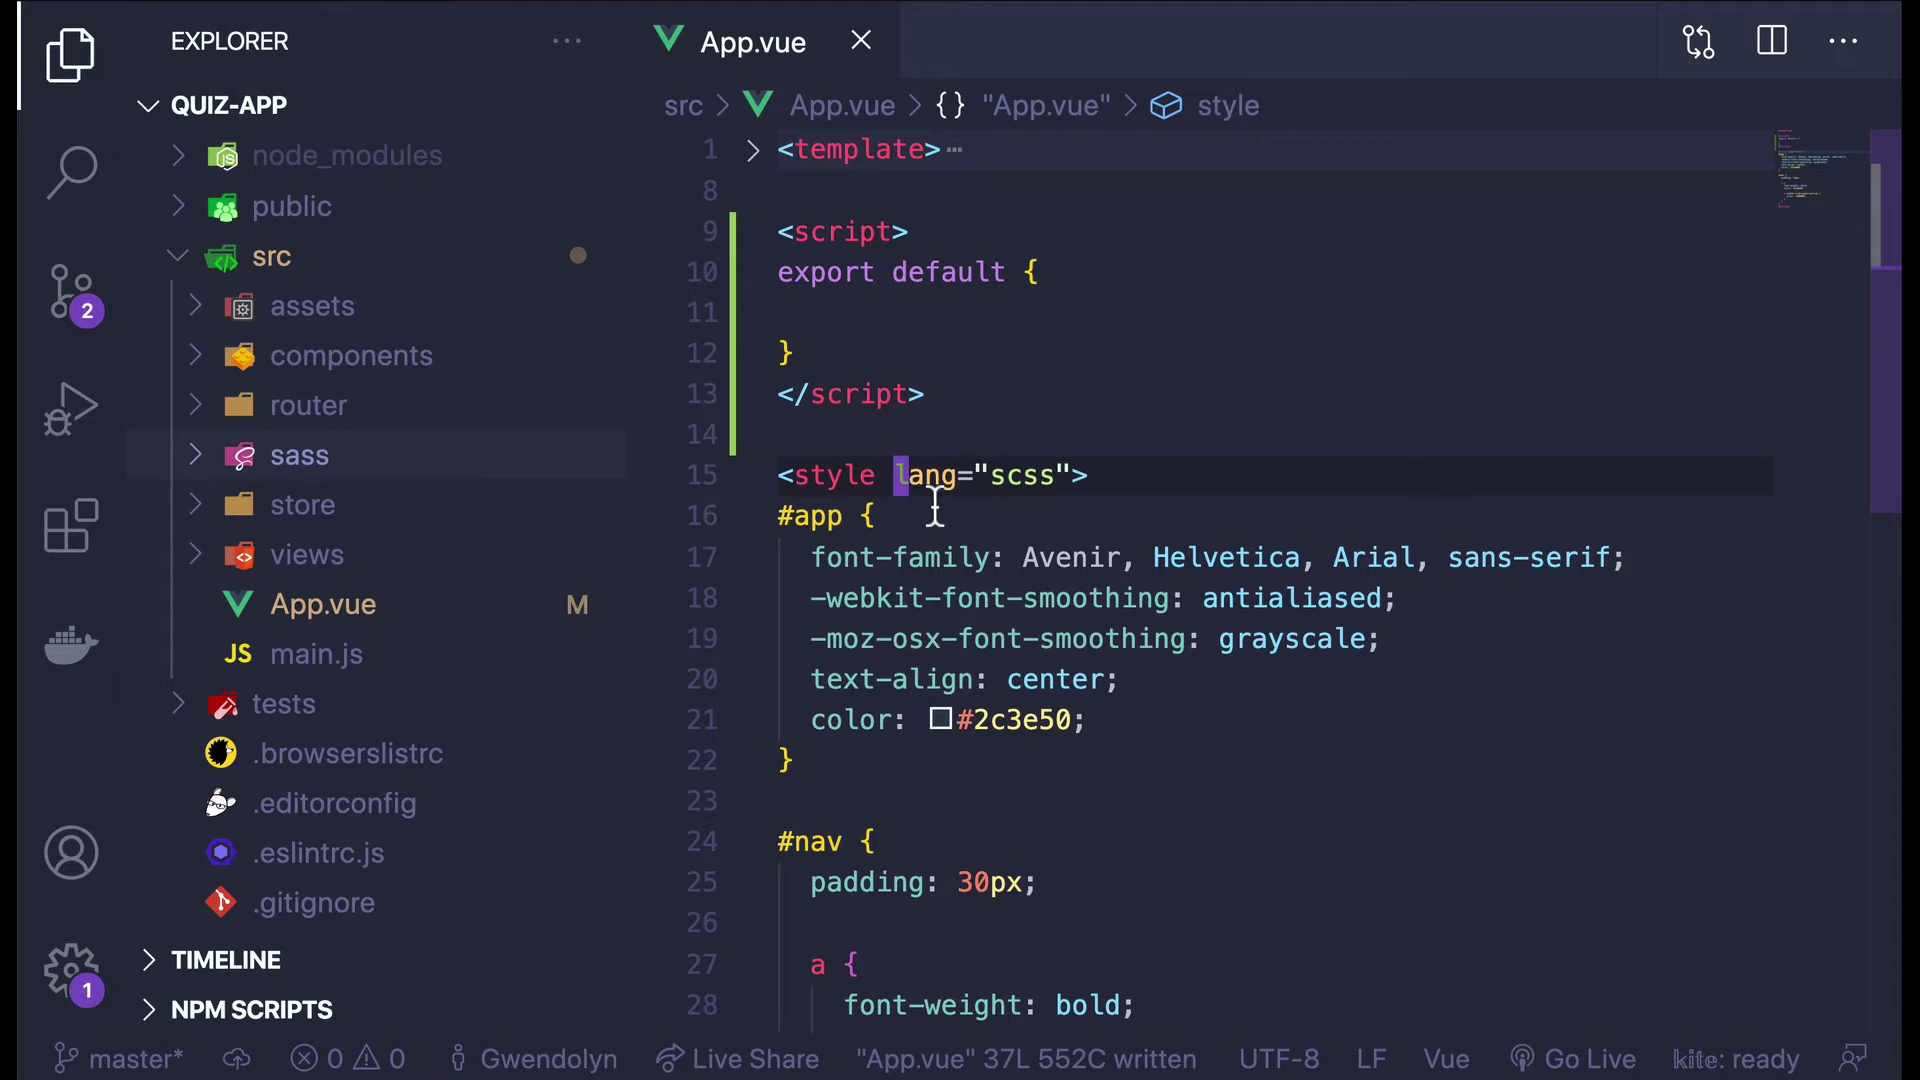 EXPLORER
QUIZ-APP
node_modules
public
src
assets
components
router
sass
store
views
App.vue M
JS main.js
tests
.browserslistrc
.editorconfig
.eslintrc.js
.gitignore
TIMELINE
NPM SCRIPTS
2
1
App.vue
src > App.vue > {} "App.vue" > style
1 <template>
8
9 <script>
10 export default {
11
12 }
13 </script>
14
15 <style lang="scss">
16 #app {
17 font-family: Avenir, Helvetica, Arial, sans-serif;
18 -webkit-font-smoothing: antialiased;
19 -moz-osx-font-smoothing: grayscale;
20 text-align: center;
21 color: #2c3e50;
22 }
23
24 #nav {
25 padding: 30px;
26
27 a {
28 font-weight: bold;
master* 0 0 Gwendolyn Live Share "App.vue" 37L 552C written UTF-8 LF Vue Go Live kite: ready